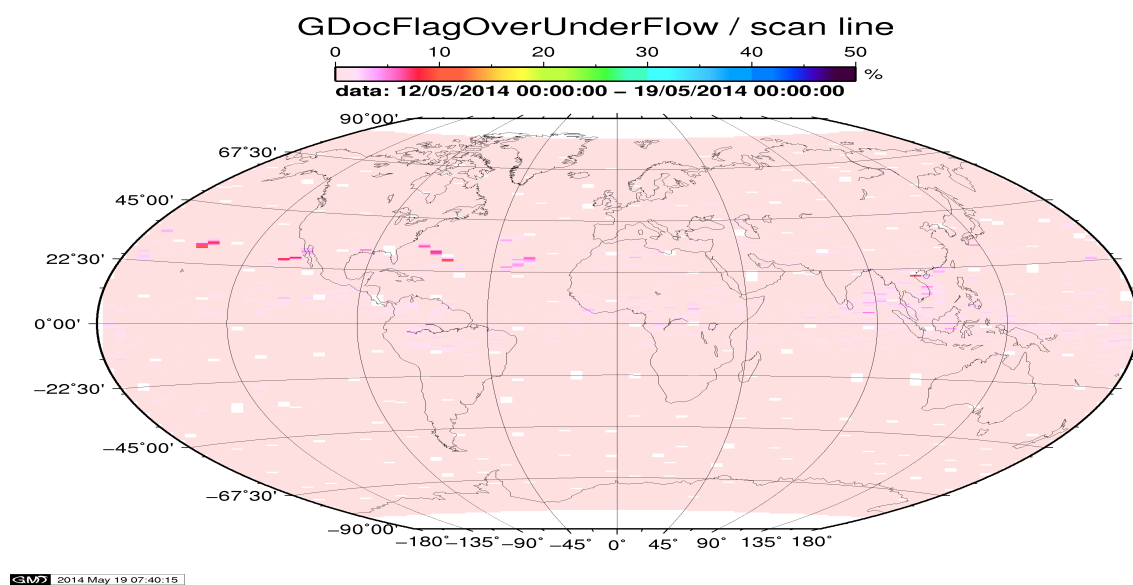 GDocFlagOverUnderFlow / scan line
0 10 20 30 40 50
%
data: 12/05/2014 00:00:00 – 19/05/2014 00:00:00
90°00'
67°30'
45°00'
22°30'
0°00'
−22°30'
−45°00'
−67°30'
−90°00'
−180° −135° −90° −45° 0° 45° 90° 135° 180°
GMD 2014 May 19 07:40:15